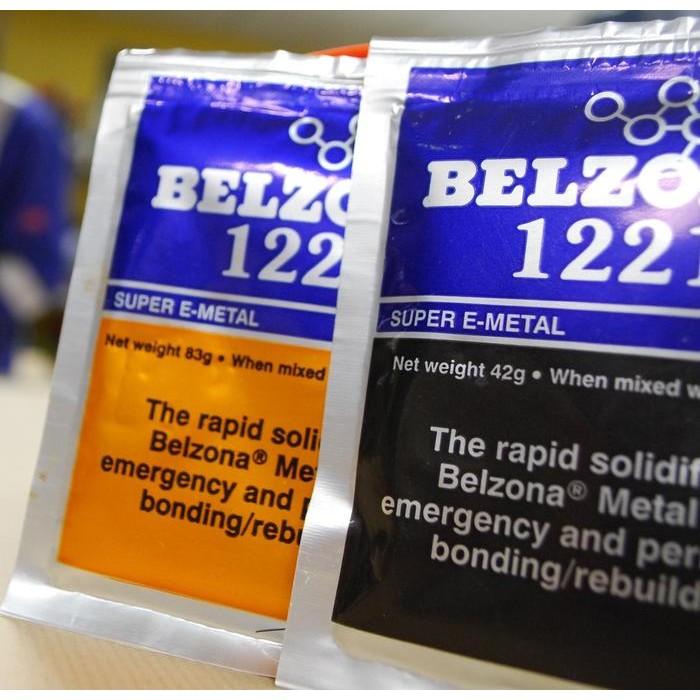 BELZO
122
SUPER E-METAL
Net weight 83g • When mixed
The rapid soli
Belzona® Me
emergency and
bonding/rebu
BELZO
1221
SUPER E-METAL
Net weight 42g • When mixed w
The rapid solidif
Belzona® Metal
emergency and per
bonding/rebuild